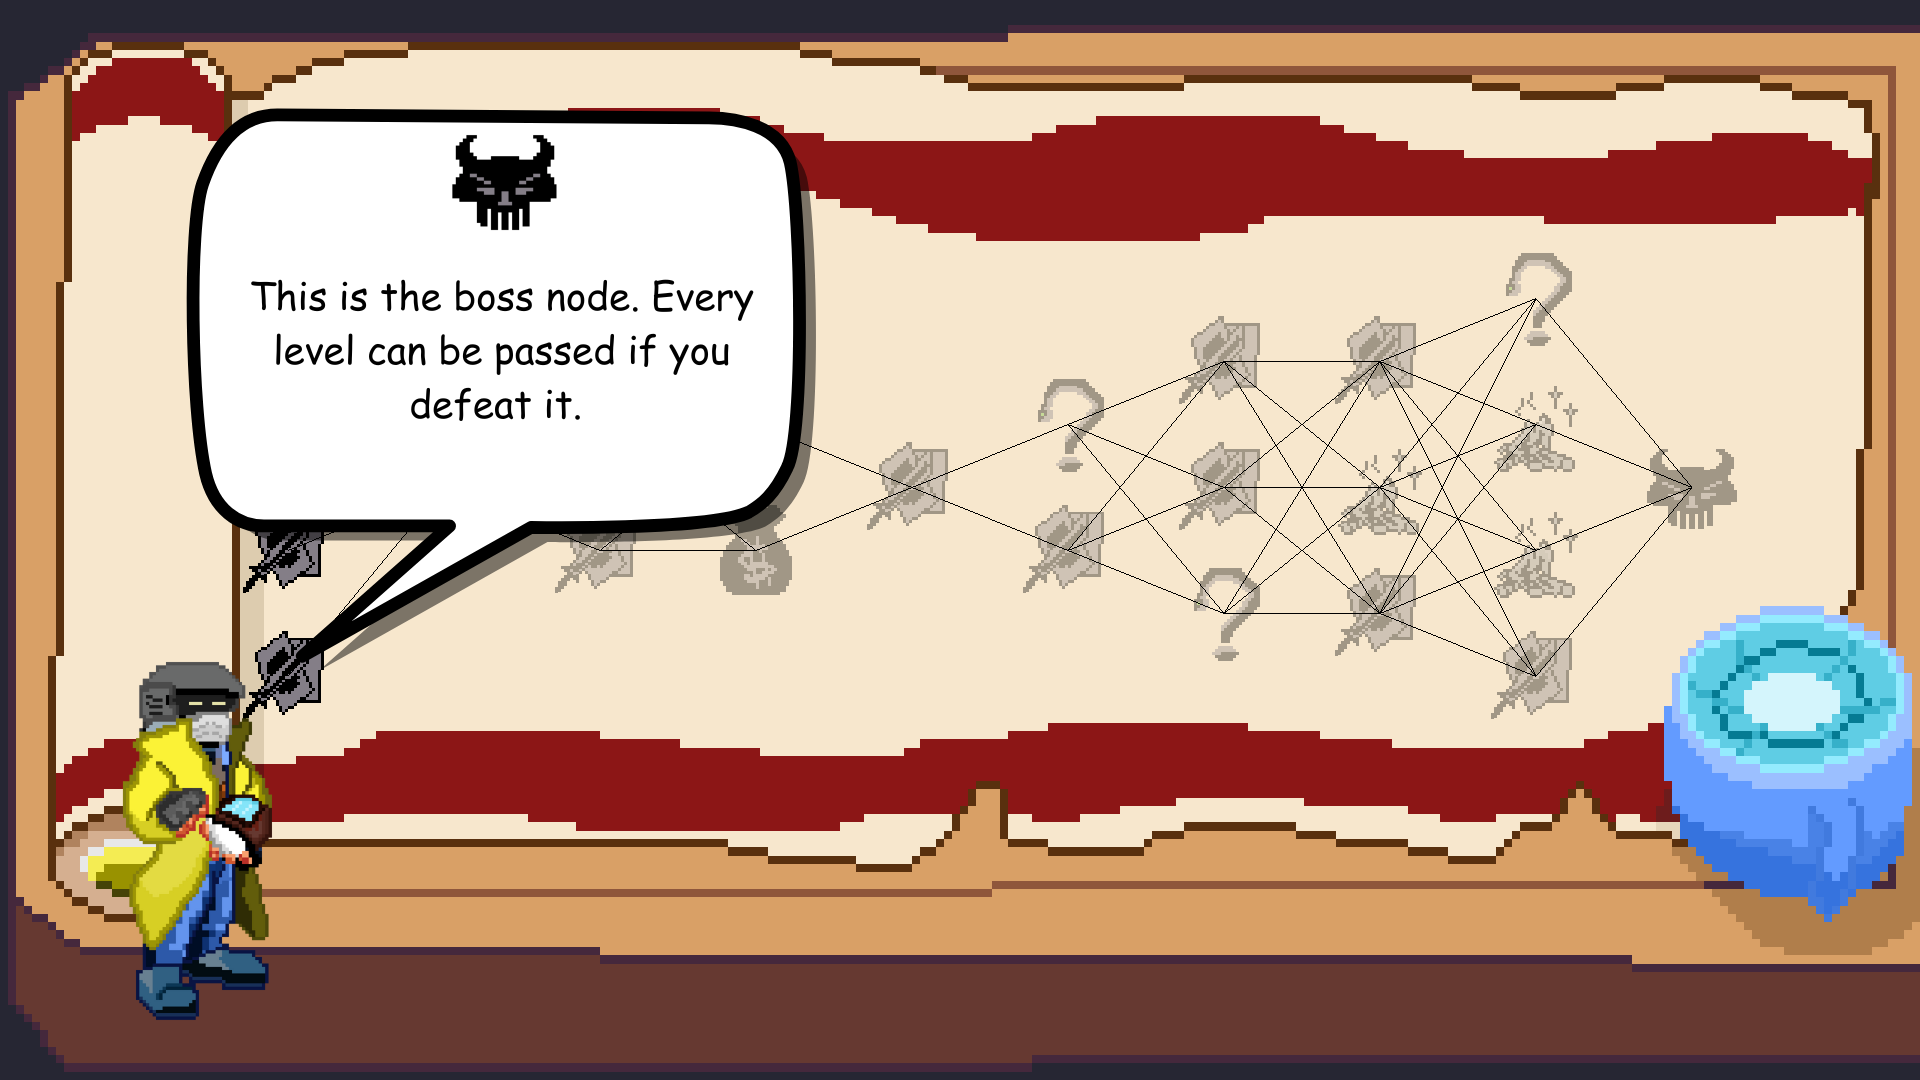 This is the boss node. Every
level can be passed if you
defeat it.